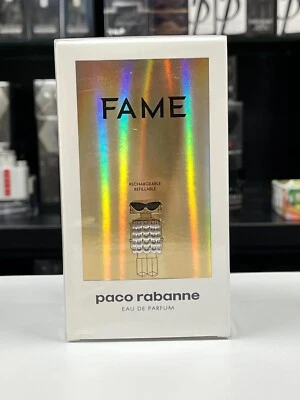 FAME
RECHARGEABLE
REFILLABLE
paco rabanne
EAU DE PARFUM